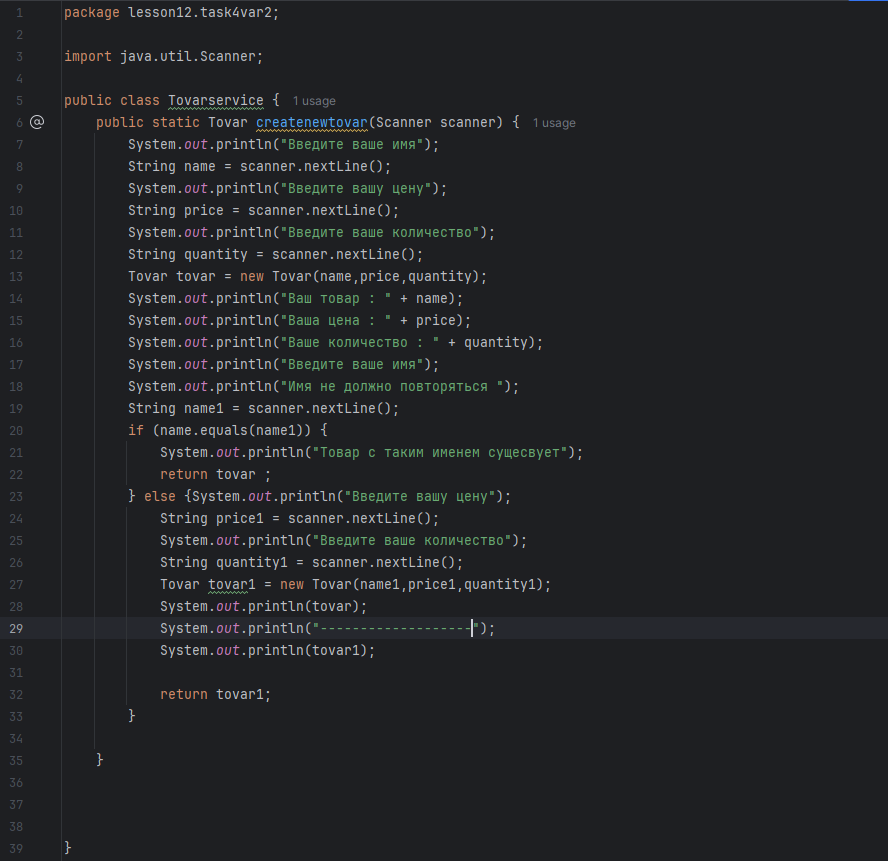 1 package lesson12.task4var2;
2
3 import java.util.Scanner;
4
5 public class Tovarservice { 1 usage
6 @ public static Tovar createnewtovar(Scanner scanner) { 1 usage
7 System.out.println("Введите ваше имя");
8 String name = scanner.nextLine();
9 System.out.println("Введите вашу цену");
10 String price = scanner.nextLine();
11 System.out.println("Введите ваше количество");
12 String quantity = scanner.nextLine();
13 Tovar tovar = new Tovar(name,price,quantity);
14 System.out.println("Ваш товар : " + name);
15 System.out.println("Ваша цена : " + price);
16 System.out.println("Ваше количество : " + quantity);
17 System.out.println("Введите ваше имя");
18 System.out.println("Имя не должно повторяться ");
19 String name1 = scanner.nextLine();
20 if (name.equals(name1)) {
21 System.out.println("Товар с таким именем сущесвует");
22 return tovar ;
23 } else {System.out.println("Введите вашу цену");
24 String price1 = scanner.nextLine();
25 System.out.println("Введите ваше количество");
26 String quantity1 = scanner.nextLine();
27 Tovar tovar1 = new Tovar(name1,price1,quantity1);
28 System.out.println(tovar);
29 System.out.println("-------------------");
30 System.out.println(tovar1);
31
32 return tovar1;
33 }
34
35 }
36
37
38
39 }